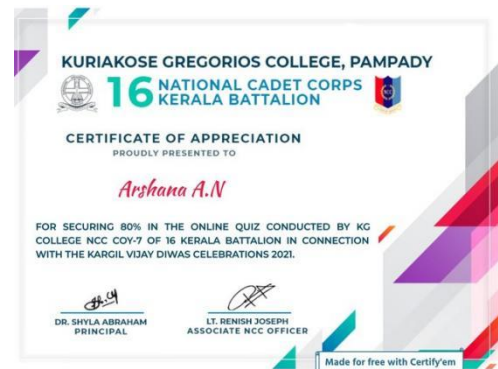 KURIAKOSE GREGORIOS COLLEGE, PAMPADY
16 NATIONAL CADET CORPS
KERALA BATTALION
CERTIFICATE OF APPRECIATION
PROUDLY PRESENTED TO
Arshana A.N
FOR SECURING 80% IN THE ONLINE QUIZ CONDUCTED BY KG
COLLEGE NCC COY-7 OF 16 KERALA BATTALION IN CONNECTION
WITH THE KARGIL VIJAY DIWAS CELEBRATIONS 2021.
DR. SHYLA ABRAHAM
PRINCIPAL
LT. RENISH JOSEPH
ASSOCIATE NCC OFFICER
Made for free with Certify'em